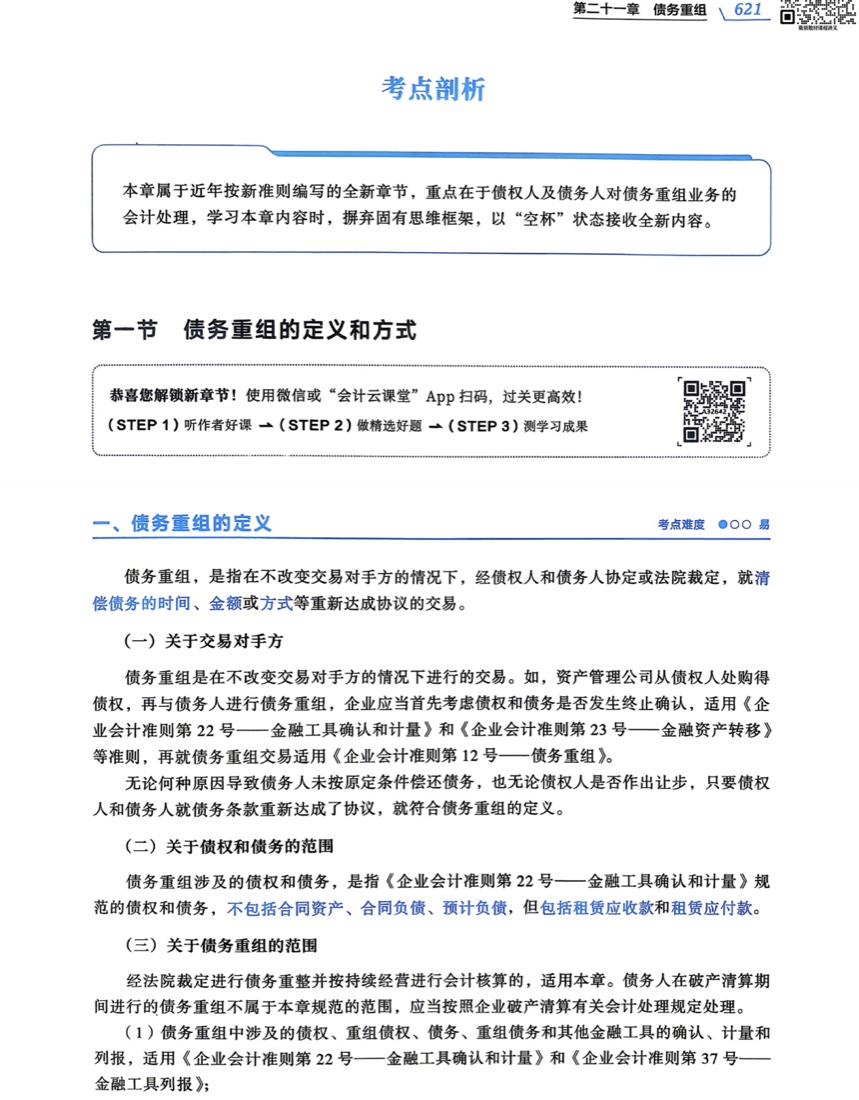 第二十一章 债务重组 621
考点剖析
本章属于近年按新准则编写的全新章节，重点在于债权人及债务人对债务重组业务的
会计处理，学习本章内容时，摒弃固有思维框架，以“空杯”状态接收全新内容。
第一节 债务重组的定义和方式
恭喜您解锁新章节！使用微信或“会计云课堂”App 扫码，过关更高效！
（STEP 1）听作者好课 ⇀（STEP 2）做精选好题 ⇀（STEP 3）测学习成果
一、债务重组的定义 考点难度 ●○○ 易
债务重组，是指在不改变交易对手方的情况下，经债权人和债务人协定或法院裁定，就清
偿债务的时间、金额或方式等重新达成协议的交易。
（一）关于交易对手方
债务重组是在不改变交易对手方的情况下进行的交易。如，资产管理公司从债权人处购得
债权，再与债务人进行债务重组，企业应当首先考虑债权和债务是否发生终止确认，适用《企
业会计准则第 22 号——金融工具确认和计量》和《企业会计准则第 23 号——金融资产转移》
等准则，再就债务重组交易适用《企业会计准则第 12 号——债务重组》。
无论何种原因导致债务人未按原定条件偿还债务，也无论债权人是否作出让步，只要债权
人和债务人就债务条款重新达成了协议，就符合债务重组的定义。
（二）关于债权和债务的范围
债务重组涉及的债权和债务，是指《企业会计准则第 22 号——金融工具确认和计量》规
范的债权和债务，不包括合同资产、合同负债、预计负债，但包括租赁应收款和租赁应付款。
（三）关于债务重组的范围
经法院裁定进行债务重整并按持续经营进行会计核算的，适用本章。债务人在破产清算期
间进行的债务重组不属于本章规范的范围，应当按照企业破产清算有关会计处理规定处理。
（1）债务重组中涉及的债权、重组债权、债务、重组债务和其他金融工具的确认、计量和
列报，适用《企业会计准则第 22 号——金融工具确认和计量》和《企业会计准则第 37 号——
金融工具列报》；